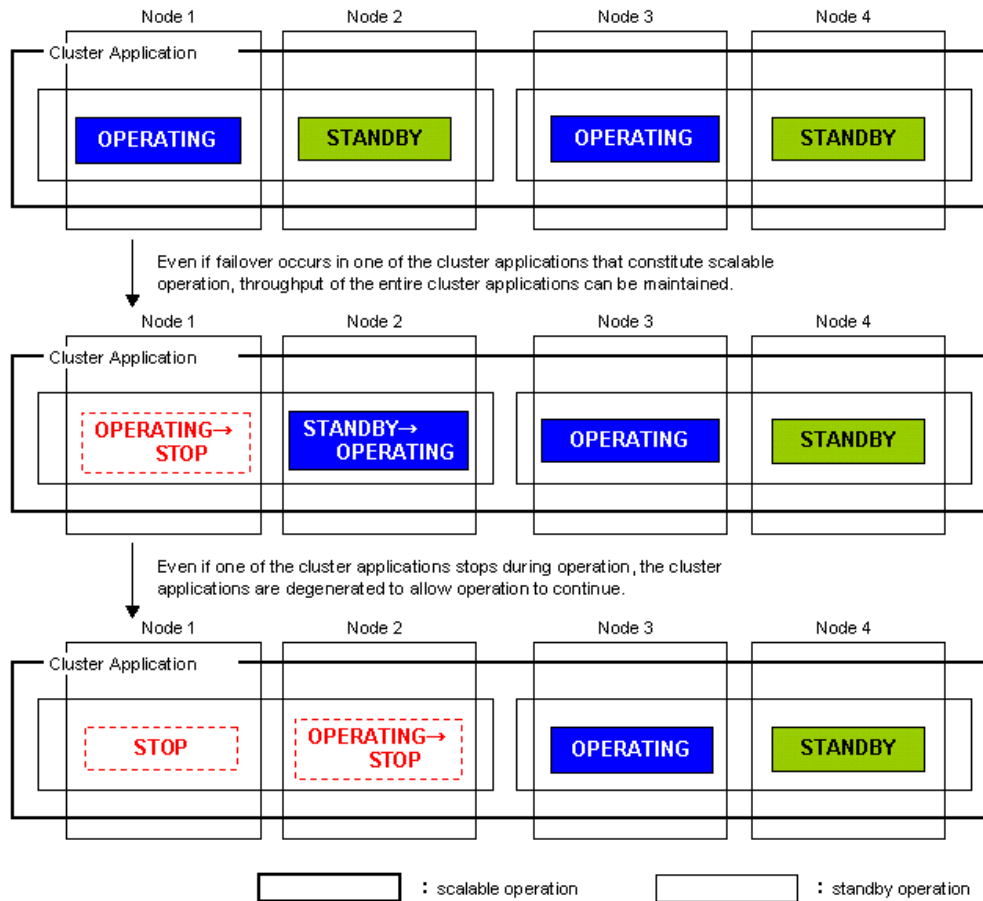 Node 1 Node 2 Node 3 Node 4
Cluster Application
OPERATING STANDBY OPERATING STANDBY
Even if failover occurs in one of the cluster applications that constitute scalable
operation, throughput of the entire cluster applications can be maintained.
Node 1 Node 2 Node 3 Node 4
Cluster Application
OPERATING→ STANDBY→
STOP OPERATING OPERATING STANDBY
Even if one of the cluster applications stops during operation, the cluster
applications are degenerated to allow operation to continue.
Node 1 Node 2 Node 3 Node 4
Cluster Application
STOP OPERATING→ OPERATING STANDBY
STOP
: scalable operation : standby operation